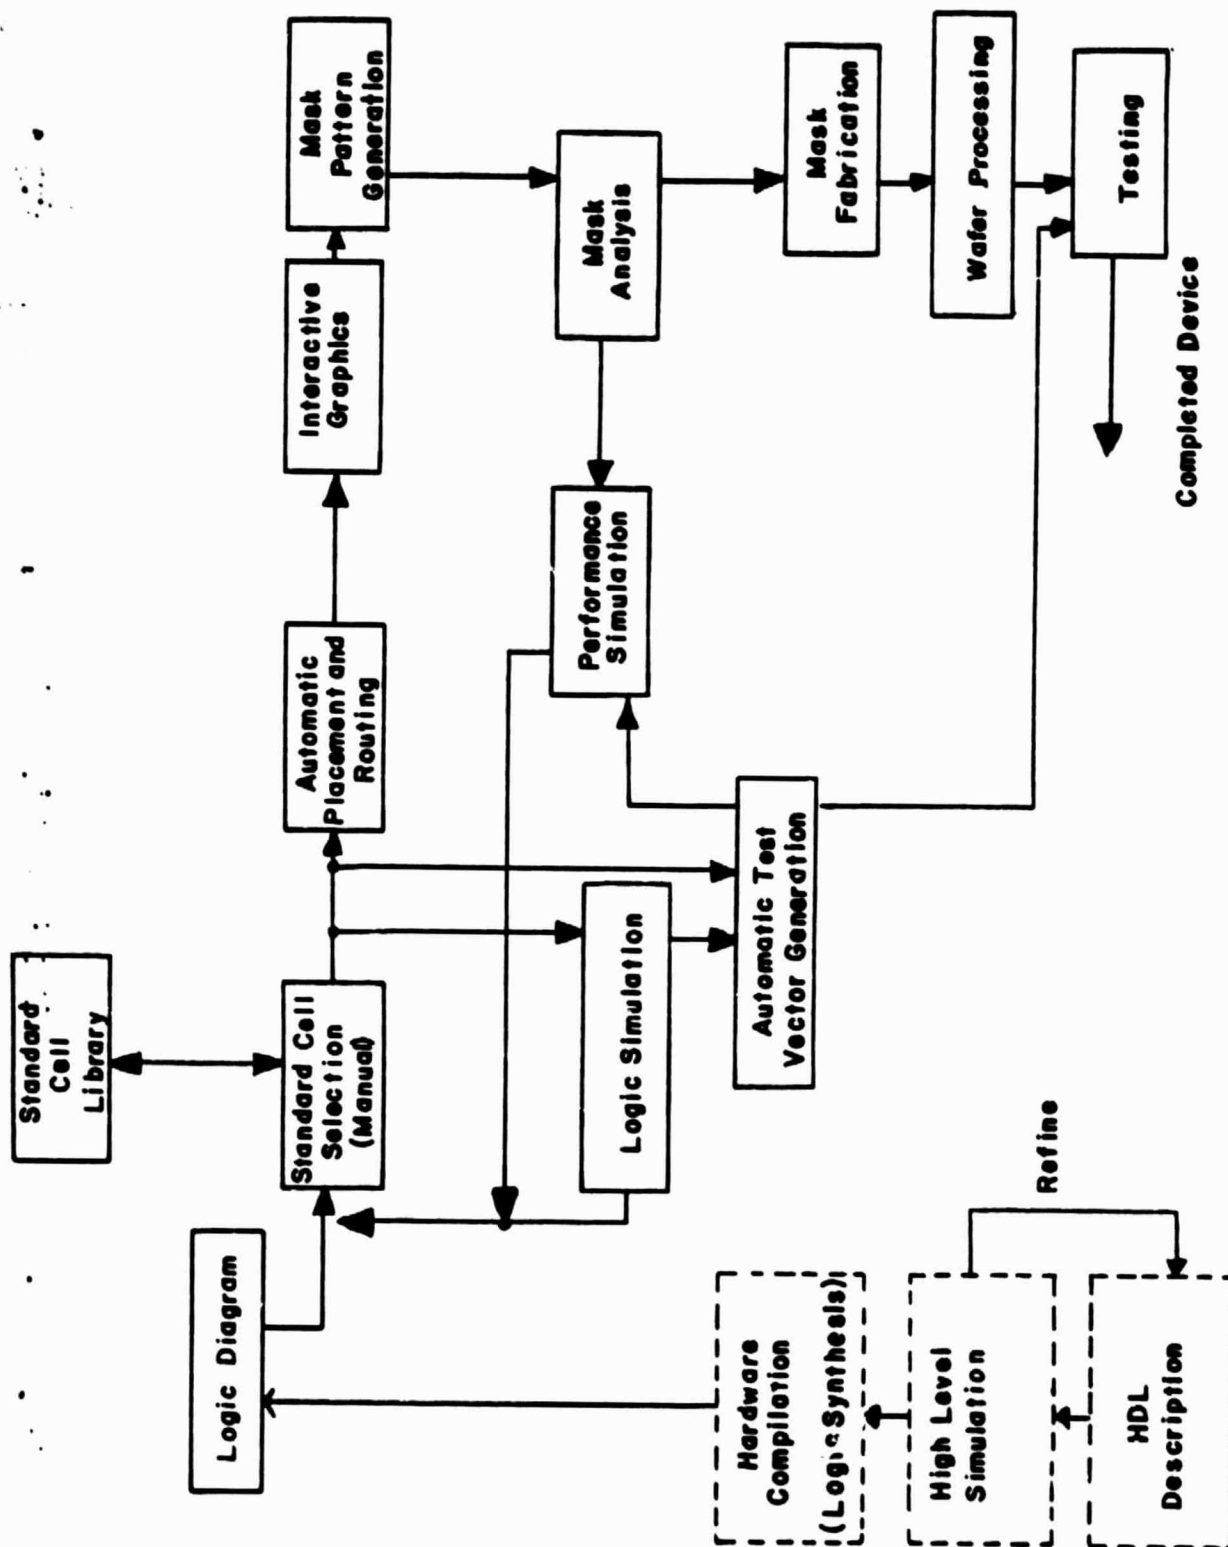 Standard
Cell
Library
Logic Diagram
Standard Cell
Selection
(Manual)
Automatic
Placement and
Routing
Interactive
Graphics
Mask
Pattern
Generation
Logic Simulation
Performance
Simulation
Mask
Analysis
Automatic Test
Vector Generation
Mask
Fabrication
Wafer Processing
Testing
Completed Device
Hardware
Compilation
(Logic Synthesis)
High Level
Simulation
Refine
HDL
Description